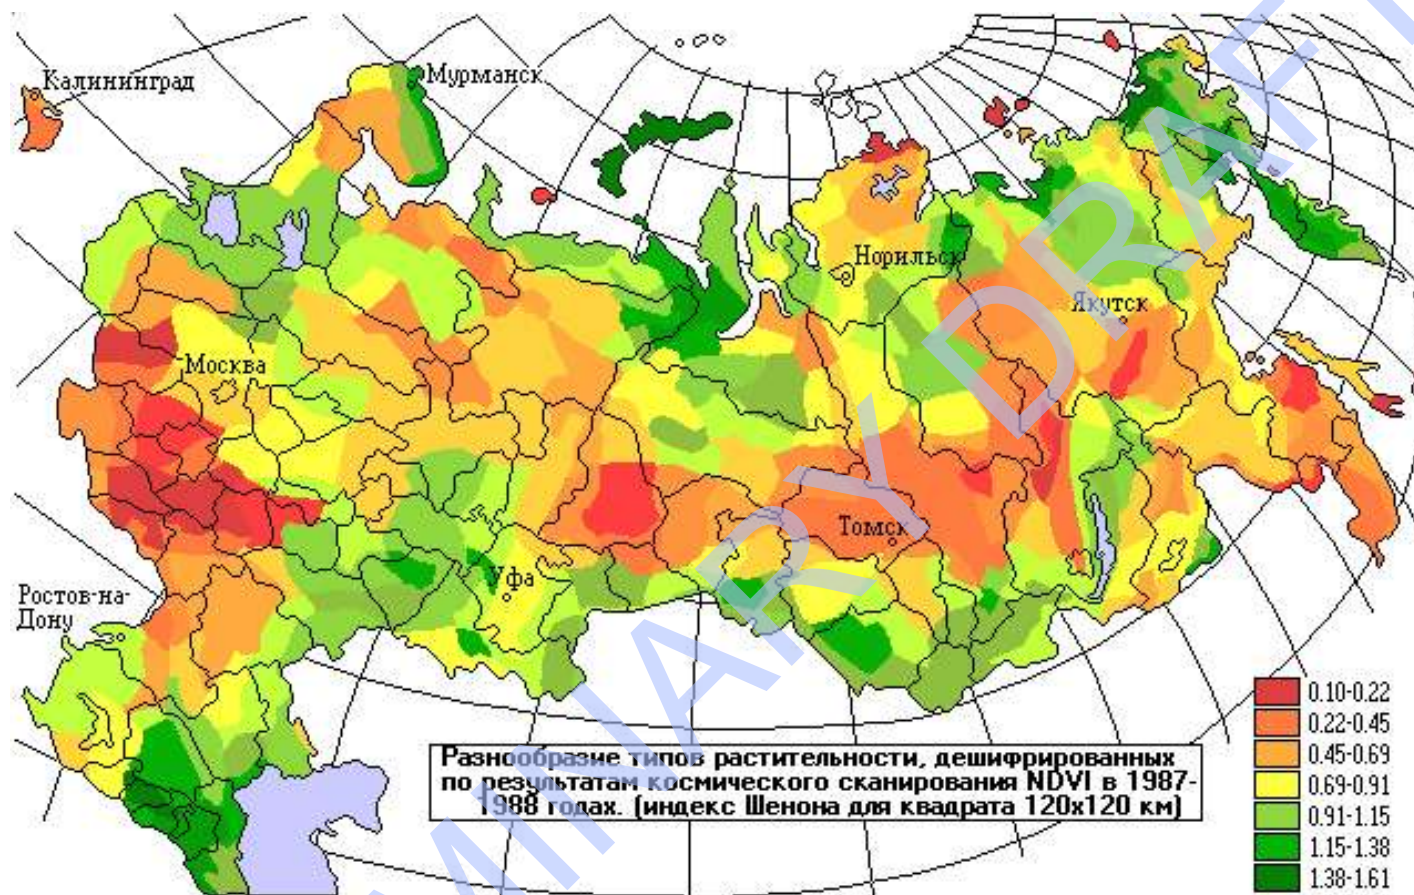 Калининград
Мурманск
Норильск
Якутск
Москва
Томск
Уфа
Ростов-на-
Дону
0.10-0.22
0.22-0.45
0.45-0.69
0.69-0.91
0.91-1.15
1.15-1.38
1.38-1.61
Разнообразие типов растительности, дешифрированных
по результатам космического сканирования NDVI в 1987-
1988 годах. (индекс Шенона для квадрата 120x120 км)
MINARY DRAFT